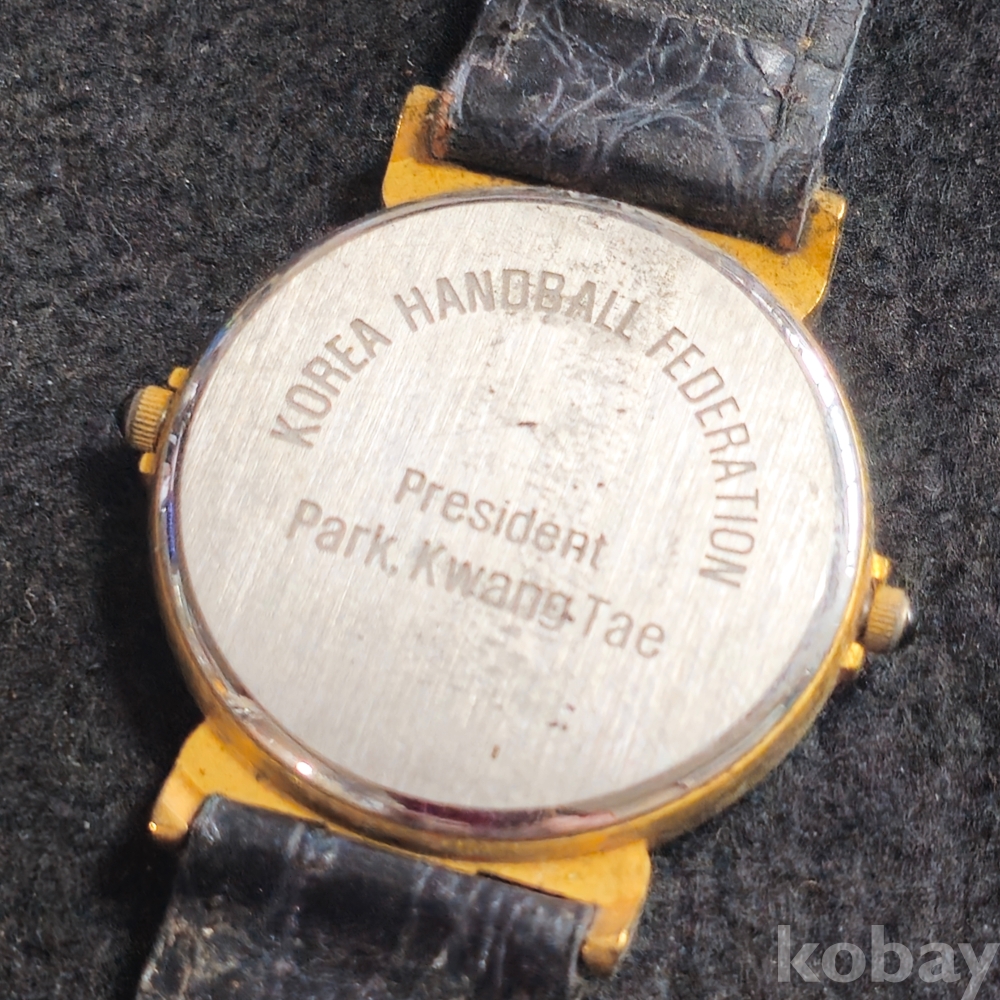 KOREA HANDBALL FEDERATION
President
Park, Kwang-Tae
kobay